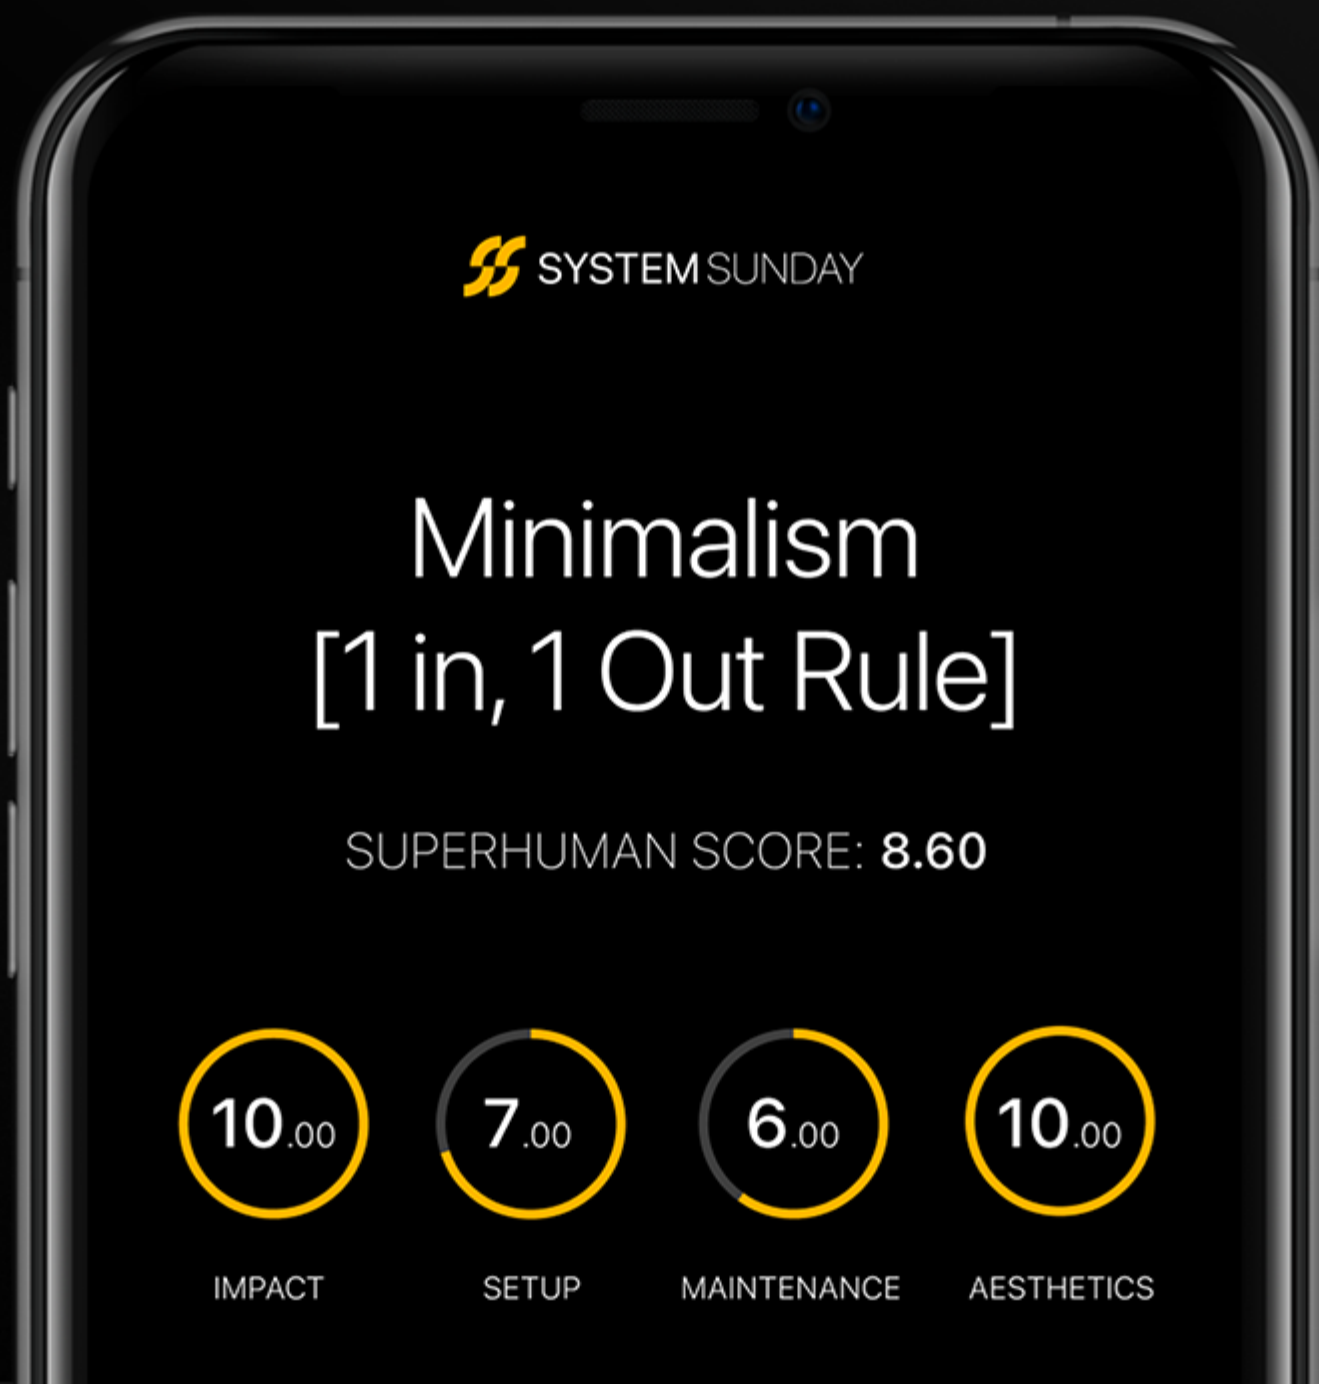 SYSTEM SUNDAY
Minimalism
[1 in, 1 Out Rule]
SUPERHUMAN SCORE: 8.60
10.00 7.00 6.00 10.00
IMPACT SETUP MAINTENANCE AESTHETICS